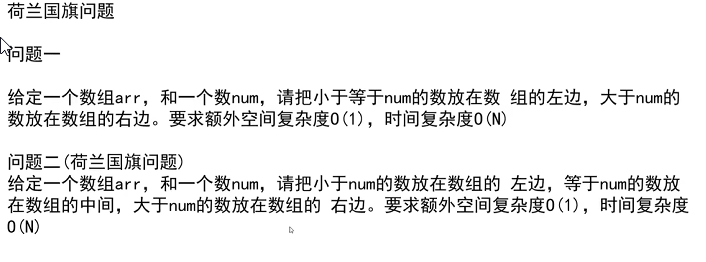 荷兰国旗问题
问题一
给定一个数组arr，和一个数num，请把小于等于num的数放在数 组的左边，大于num的
数放在数组的右边。要求额外空间复杂度O(1)，时间复杂度O(N)
问题二(荷兰国旗问题)
给定一个数组arr，和一个数num，请把小于num的数放在数组的 左边，等于num的数放
在数组的中间，大于num的数放在数组的 右边。要求额外空间复杂度O(1)，时间复杂度
O(N)